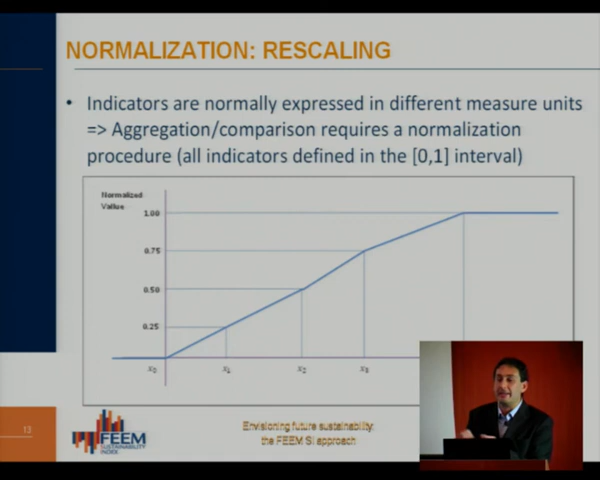 NORMALIZATION: RESCALING
• Indicators are normally expressed in different measure units
=> Aggregation/comparison requires a normalization
procedure (all indicators defined in the [0,1] interval)
Normalized
Vallue
1.00
0.75
0.50
0.25
x0 x1 x2 x3
13
FEEM
SUSTAINABILITY
INDEX
Envisioning future sustainability:
the FEEM SI approach